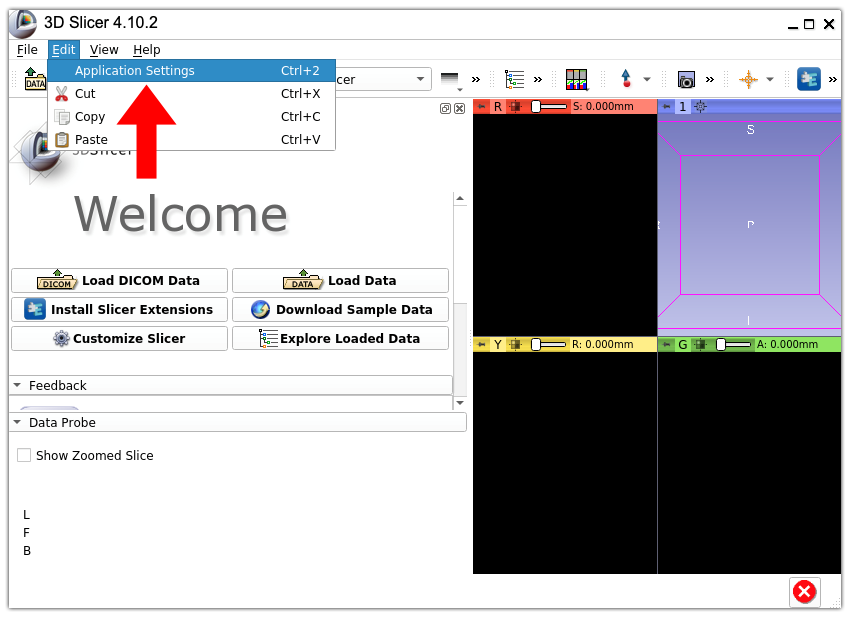 3D Slicer 4.10.2
File Edit View Help
Application Settings Ctrl+2
Cut Ctrl+X
Copy Ctrl+C
Paste Ctrl+V
DATA
cer
3DSlicer
Welcome
DICOM Load DICOM Data
DATA Load Data
Install Slicer Extensions
Download Sample Data
Customize Slicer
Explore Loaded Data
Feedback
Data Probe
Show Zoomed Slice
L
F
B
R S: 0.000mm
1
S
P
I
Y R: 0.000mm
G A: 0.000mm